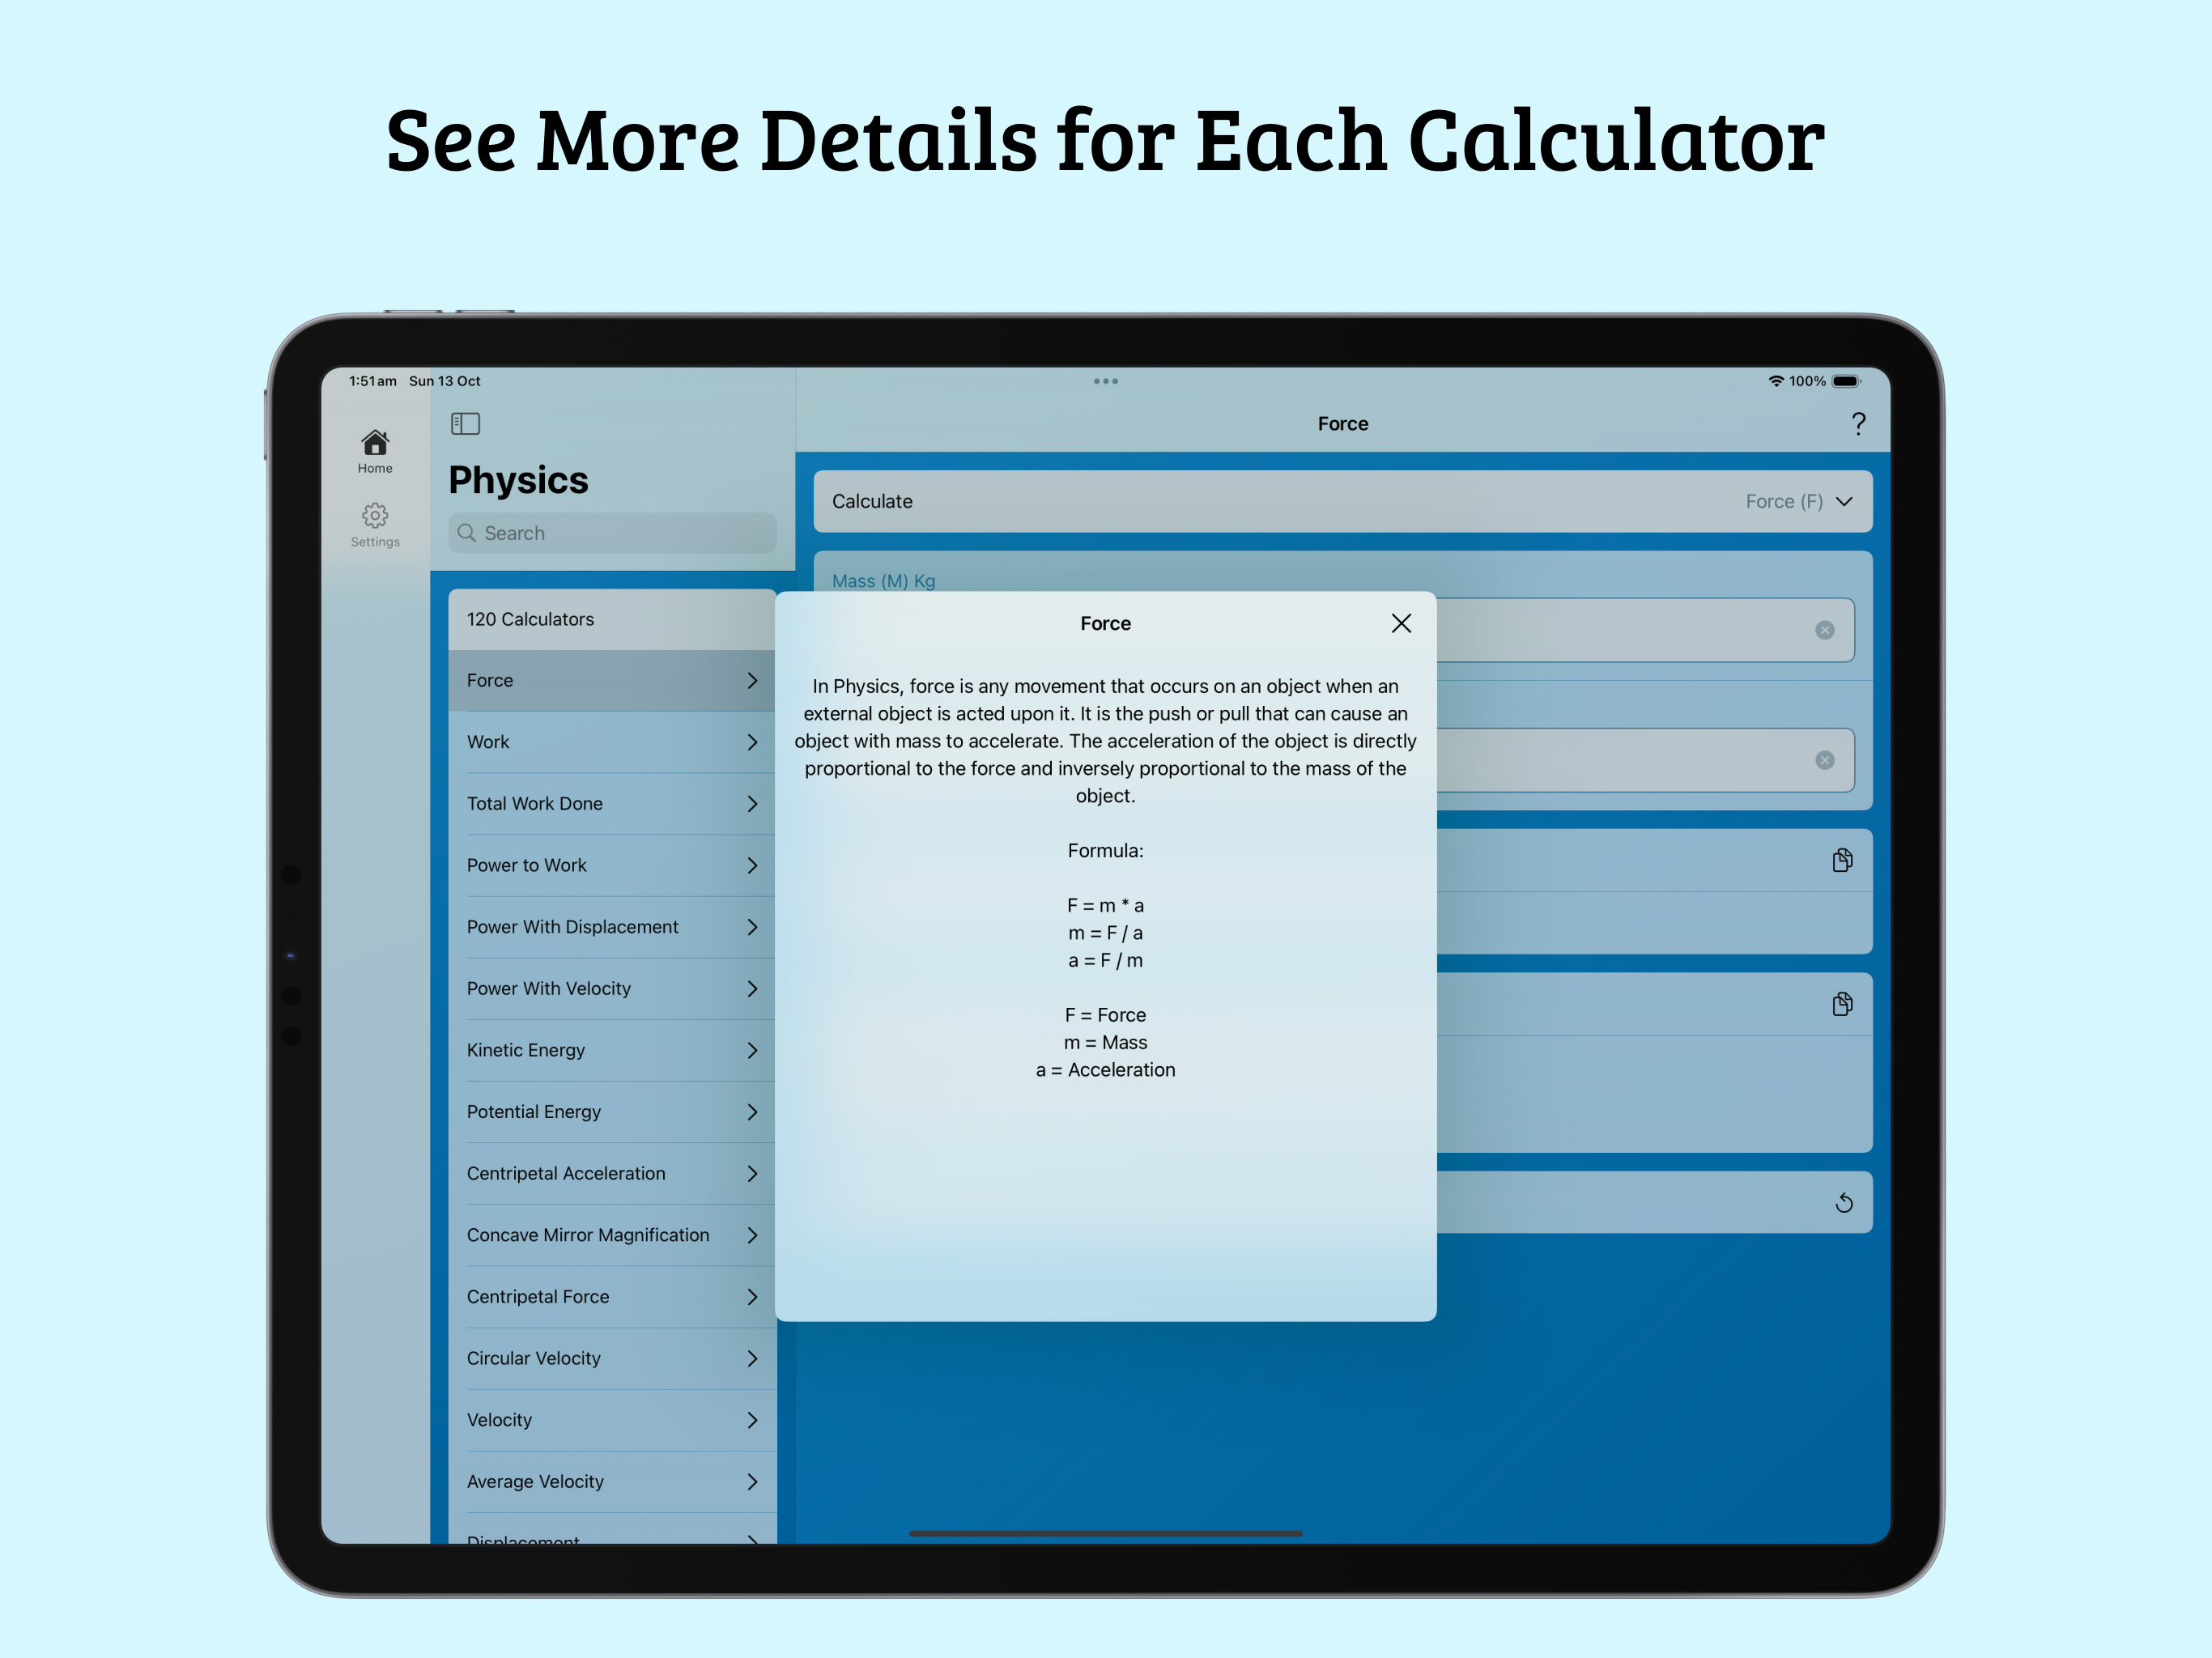 See More Details for Each Calculator
1:51 am Sun 13 Oct
100%
Home
Settings
Physics
Search
120 Calculators
Force
Work
Total Work Done
Power to Work
Power With Displacement
Power With Velocity
Kinetic Energy
Potential Energy
Centripetal Acceleration
Concave Mirror Magnification
Centripetal Force
Circular Velocity
Velocity
Average Velocity
Displacement
Force
?
Calculate
Force (F)
Mass (M) Kg
Force
In Physics, force is any movement that occurs on an object when an
external object is acted upon it. It is the push or pull that can cause an
object with mass to accelerate. The acceleration of the object is directly
proportional to the force and inversely proportional to the mass of the
object.
Formula:
F = m * a
m = F / a
a = F / m
F = Force
m = Mass
a = Acceleration